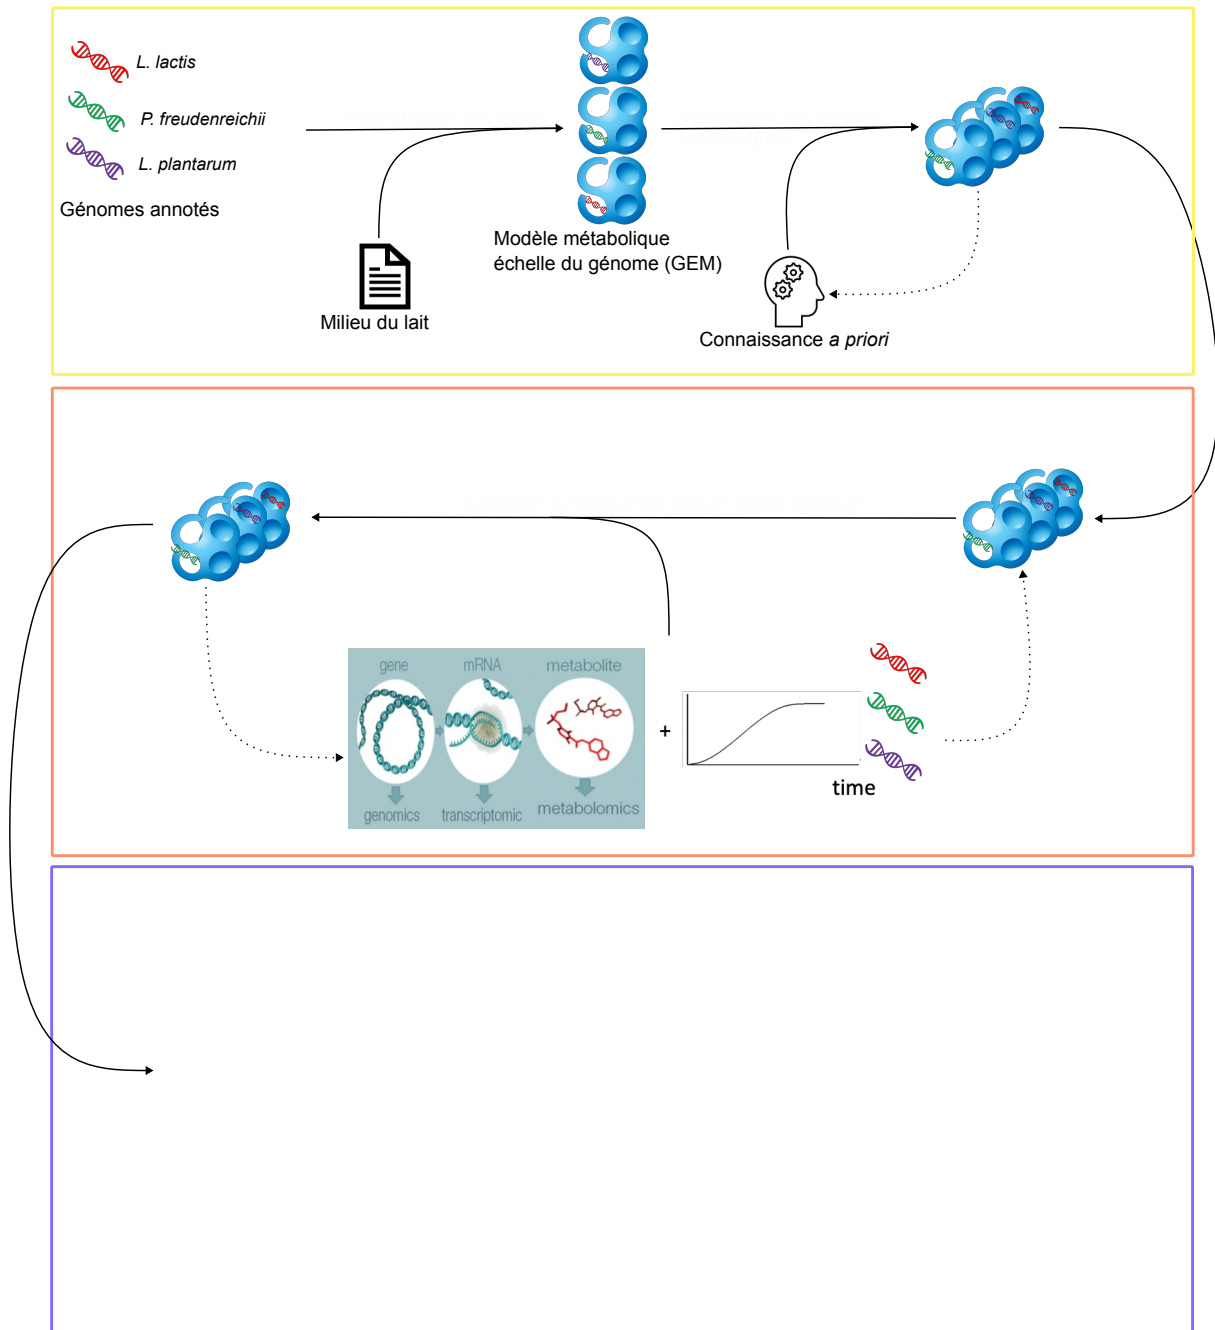 L. lactis
P. freudenreichii
L. plantarum
Génomes annotés
Milieu du lait
Modèle métabolique
échelle du génome (GEM)
Connaissance a priori
gene
mRNA
metabolite
genomics
transcriptomic
metabolomics
+
time